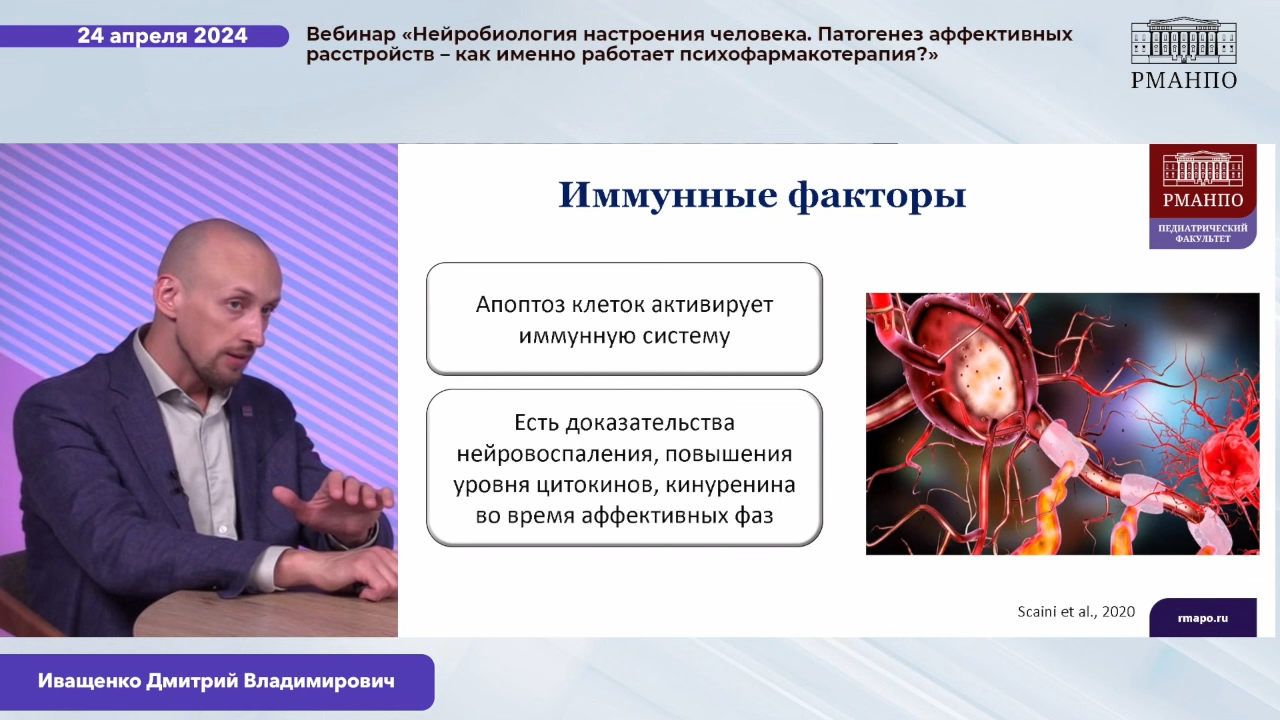 24 апреля 2024
Вебинар «Нейробиология настроения человека. Патогенез аффективных
расстройств – как именно работает психофармакотерапия?»
РМАНПО
Иммунные факторы
РМАНПО
ПЕДИАТРИЧЕСКИЙ
ФАКУЛЬТЕТ
Апоптоз клеток активирует
иммунную систему
Есть доказательства
нейровоспаления, повышения
уровня цитокинов, кинуренина
во время аффективных фаз
Scaini et al., 2020
rmapo.ru
Иващенко Дмитрий Владимирович